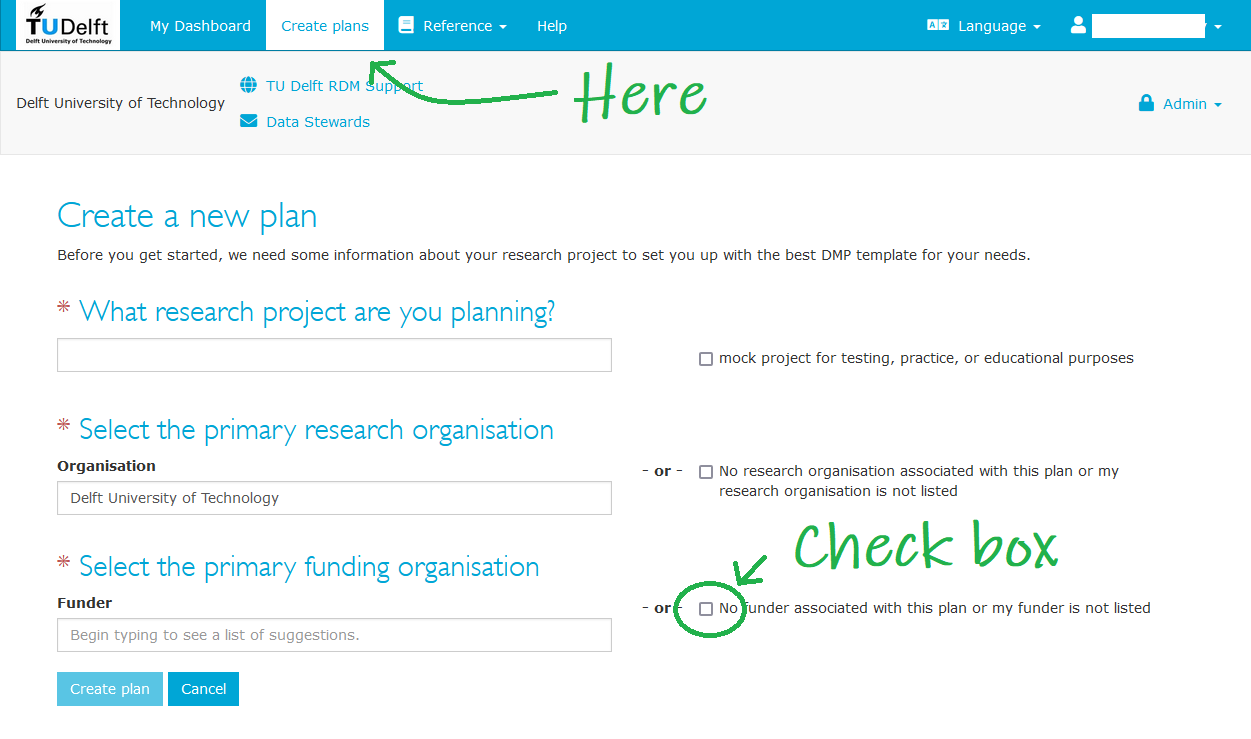 TUDelft
Delft University of Technology
My Dashboard
Create plans
Reference
Help
Language
Delft University of Technology
TU Delft RDM Support
Data Stewards
Here
Admin
Create a new plan
Before you get started, we need some information about your research project to set you up with the best DMP template for your needs.
* What research project are you planning?
mock project for testing, practice, or educational purposes
* Select the primary research organisation
Organisation
Delft University of Technology
- or -
No research organisation associated with this plan or my
research organisation is not listed
Check box
* Select the primary funding organisation
Funder
Begin typing to see a list of suggestions.
- or -
No funder associated with this plan or my funder is not listed
Create plan
Cancel